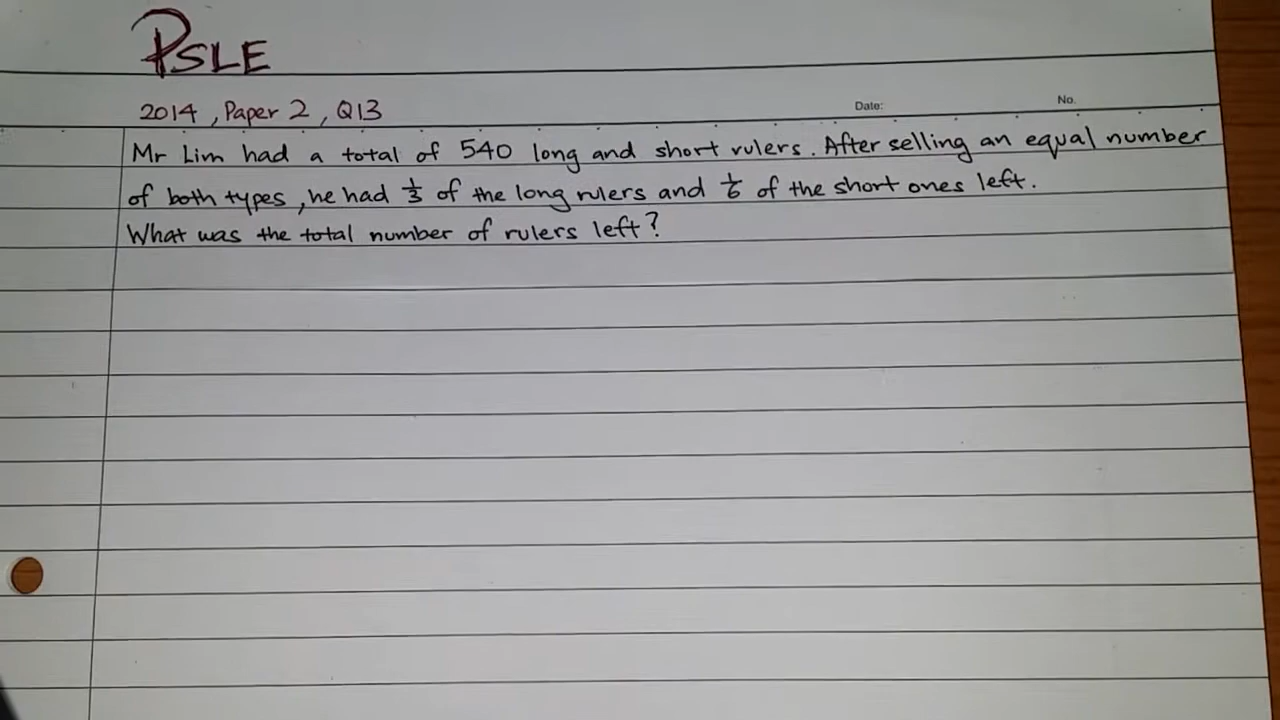 PSLE
2014, Paper 2, Q13
Date: No.
Mr Lim had a total of 540 long and short rulers. After selling an equal number
of both types, he had 1/3 of the long rulers and 1/6 of the short ones left.
What was the total number of rulers left?